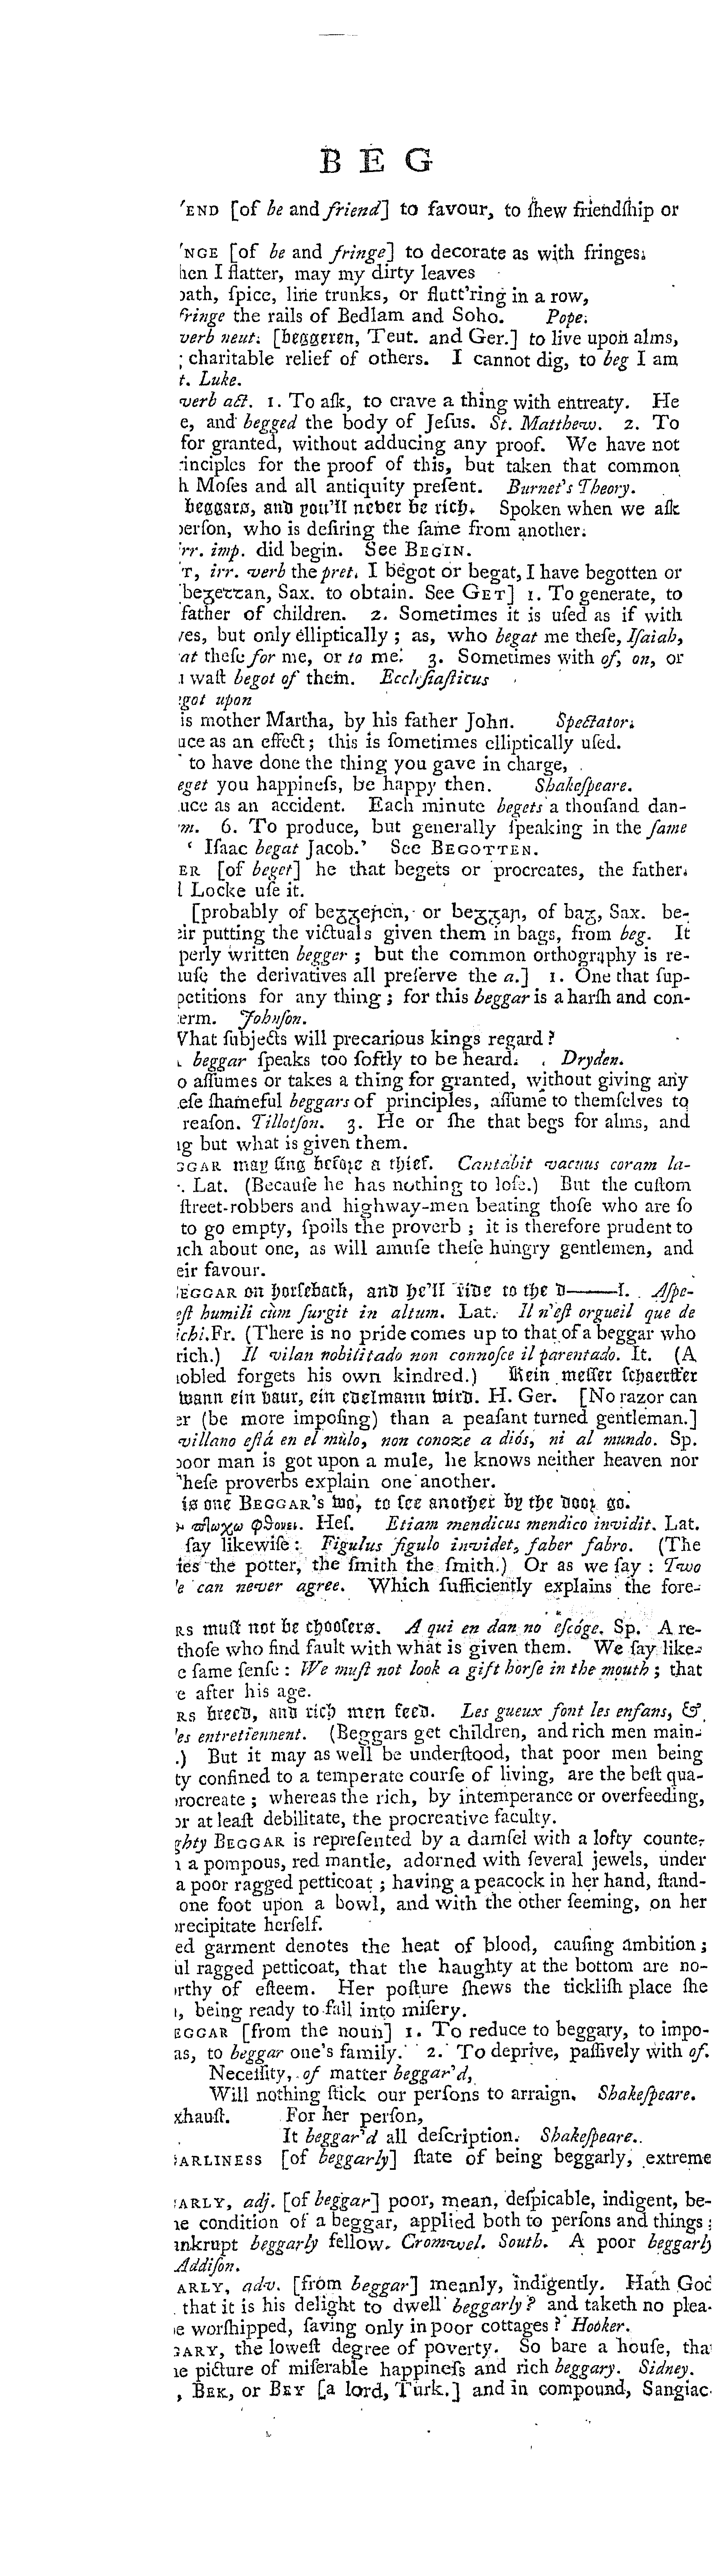 B E G
'END [of be and friend] to favour, to ſhew friendſhip or
'NGE [of be and fringe] to decorate as with fringes.
hen I flatter, may my dirty leaves
oath, ſpice, line trunks, or flutt'ring in a row,
fringe the rails of Bedlam and Soho. Pope.
verb neut. [beggeren, Teut. and Ger.] to live upon alms,
; charitable relief of others. I cannot dig, to beg I am
t. Luke.
verb act. 1. To aſk, to crave a thing with entreaty. He
e, and begged the body of Jeſus. St. Matthew. 2. To
for granted, without adducing any proof. We have not
rinciples for the proof of this, but taken that common
h Moſes and all antiquity preſent. Burnet's Theory.
beggars, and you'll never be rich. Spoken when we aſk
perſon, who is deſiring the ſame from another.
irr. imp. did begin. See BEGIN.
T, irr. verb the pret. I begot or begat, I have begotten or
beᵹeττan, Sax. to obtain. See GET] 1. To generate, to
father of children. 2. Sometimes it is uſed as if with
ves, but only elliptically; as, who begat me theſe, Iſaiah,
at theſe for me, or to me. 3. Sometimes with of, on, or
u waſt begot of them. Eccleſiaſticus
egot upon
is mother Martha, by his father John. Spectator.
uce as an effect; this is ſometimes elliptically uſed.
to have done the thing you gave in charge,
eget you happineſs, be happy then. Shakeſpeare.
uce as an accident. Each minute begets a thouſand dan-
m. 6. To produce, but generally ſpeaking in the ſame
‘ Iſaac begat Jacob.’ See BEGOTTEN.
ER [of beget] he that begets or procreates, the father.
l Locke uſe it.
[probably of beᵹᵹeꞃen, or beᵹᵹaꞃ, of baᵹ, Sax. be-
eir putting the victuals given them in bags, from beg. It
perly written begger; but the common orthography is re-
auſe the derivatives all preſerve the a.] 1. One that ſup-
petitions for any thing; for this beggar is a harſh and con-
erm. Johnſon.
What ſubjects will precarious kings regard?
beggar ſpeaks too ſoftly to be heard. Dryden.
o aſſumes or takes a thing for granted, without giving any
eſe ſhameful beggars of principles, aſſume to themſelves to
reaſon. Tillotſon. 3. He or ſhe that begs for alms, and
ng but what is given them.
GGAR may ſing before a thief. Cantabit vacuus coram la-
. Lat. (Becauſe he has nothing to loſe.) But the cuſtom
ſtreet-robbers and highway-men beating thoſe who are ſo
to go empty, ſpoils the proverb; it is therefore prudent to
uch about one, as will amuſe theſe hungry gentlemen, and
eir favour.
EGGAR on horſeback, and he'll ride to the d——l. Aſpe-
eſt humili cùm ſurgit in altum. Lat. Il n'eſt orgueil que de
ichi. Fr. (There is no pride comes up to that of a beggar who
rich.) Il vilan nobilitado non connoſce il parentado. It. (A
nobled forgets his own kindred.) Kein meſſer ſchaerffer
wann ein baur, ein edelmann wird. H. Ger. [No razor can
er (be more impoſing) than a peaſant turned gentleman.]
villano eſtá en el mùlo, non conoze a diós, ni al mundo. Sp.
poor man is got upon a mule, he knows neither heaven nor
Theſe proverbs explain one another.
is one BEGGAR's wo, to ſee another by the door go.
πλωχω φθονει. Heſ. Etiam mendicus mendico invidit. Lat.
ſay likewiſe: Figulus figulo invidet, faber fabro. (The
ies the potter, the ſmith the ſmith.) Or as we ſay: Two
e can never agree. Which ſufficiently explains the fore-
RS muſt not be chooſers. A qui en dan no eſcóge. Sp. A re-
thoſe who find fault with what is given them. We ſay like-
e ſame ſenſe: We muſt not look a gift horſe in the mouth; that
e after his age.
RS breed, and rich men feed. Les gueux font les enfans, &
es entretiennent. (Beggars get children, and rich men main-
.) But it may as well be underſtood, that poor men being
ty confined to a temperate courſe of living, are the beſt qua-
procreate; whereas the rich, by intemperance or overfeeding,
or at leaſt debilitate, the procreative faculty.
ghty BEGGAR is repreſented by a damſel with a lofty counte-
n a pompous, red mantle, adorned with ſeveral jewels, under
a poor ragged petticoat; having a peacock in her hand, ſtand-
one foot upon a bowl, and with the other ſeeming, on her
precipitate herſelf.
ed garment denotes the heat of blood, cauſing ambition;
ul ragged petticoat, that the haughty at the bottom are no-
orthy of eſteem. Her poſture ſhews the tickliſh place ſhe
, being ready to fall into miſery.
EGGAR [from the noun] 1. To reduce to beggary, to impo-
as, to beggar one's family. 2. To deprive, paſſively with of.
Neceſſity, of matter beggar'd,
Will nothing ſtick our perſons to arraign. Shakeſpeare.
xhauſt. For her perſon,
It beggar'd all deſcription. Shakeſpeare.
GARLINESS [of beggarly] ſtate of being beggarly, extreme
ARLY, adj. [of beggar] poor, mean, deſpicable, indigent, be-
he condition of a beggar, applied both to perſons and things;
ankrupt beggarly fellow. Cromwel. South. A poor beggarly
Addiſon.
ARLY, adv. [from beggar] meanly, indigently. Hath God
that it is his delight to dwell beggarly? and taketh no plea-
e worſhipped, ſaving only in poor cottages? Hooker.
GARY, the loweſt degree of poverty. So bare a houſe, tha
he picture of miſerable happineſs and rich beggary. Sidney.
, BEK, or BEY [a lord, Turk.] and in compound, Sangiac-